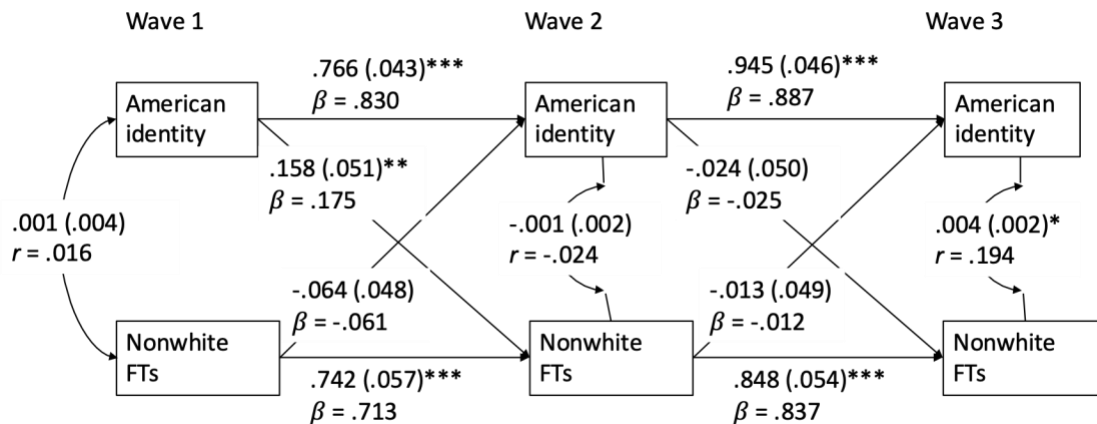 Wave 1
Wave 2
Wave 3
.766 (.043)***
β = .830
.945 (.046)***
β = .887
American
identity
American
identity
American
identity
.158 (.051)**
β = .175
-.024 (.050)
β = -.025
.001 (.004)
r = .016
-.001 (.002)
r = -.024
.004 (.002)*
r = .194
-.064 (.048)
β = -.061
-.013 (.049)
β = -.012
Nonwhite
FTs
Nonwhite
FTs
Nonwhite
FTs
.742 (.057)***
β = .713
.848 (.054)***
β = .837